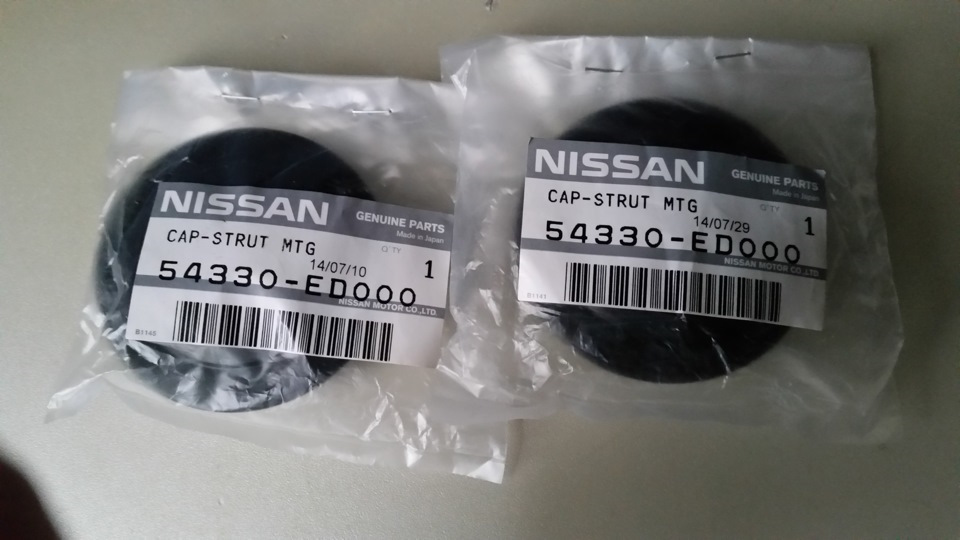 NISSAN
GENUINE PARTS
Made in Japan
CAP-STRUT MTG
Q'TY
14/07/10
1
54330-ED000
NISSAN MOTOR CO.,LTD.
B1145
NISSAN
GENUINE PARTS
Made in Japan
CAP-STRUT MTG
Q'TY
14/07/29
1
54330-ED000
NISSAN MOTOR CO.,LTD.